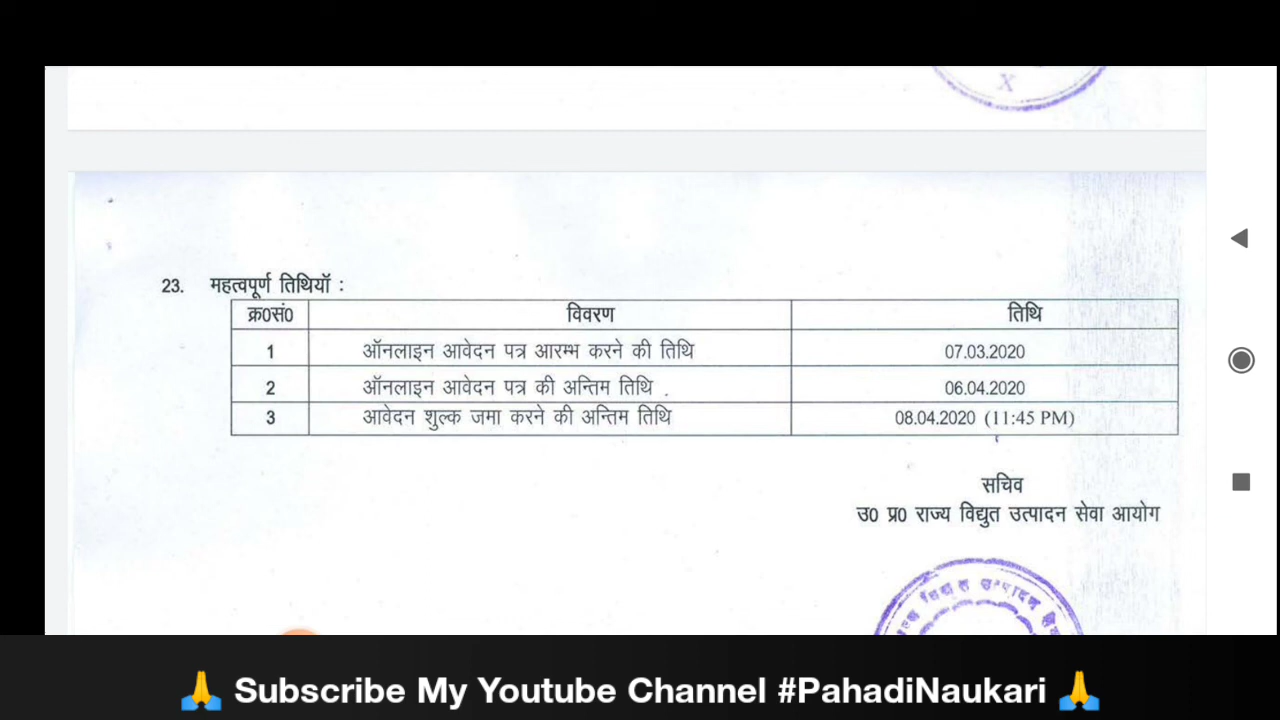 X
23. महत्वपूर्ण तिथियॉ :
क्र0सं0 विवरण तिथि
1 ऑनलाइन आवेदन पत्र आरम्भ करने की तिथि 07.03.2020
2 ऑनलाइन आवेदन पत्र की अन्तिम तिथि 06.04.2020
3 आवेदन शुल्क जमा करने की अन्तिम तिथि 08.04.2020 (11:45 PM)
सचिव
उ0 प्र0 राज्य विद्युत उत्पादन सेवा आयोग
🙏 Subscribe My Youtube Channel #PahadiNaukari 🙏